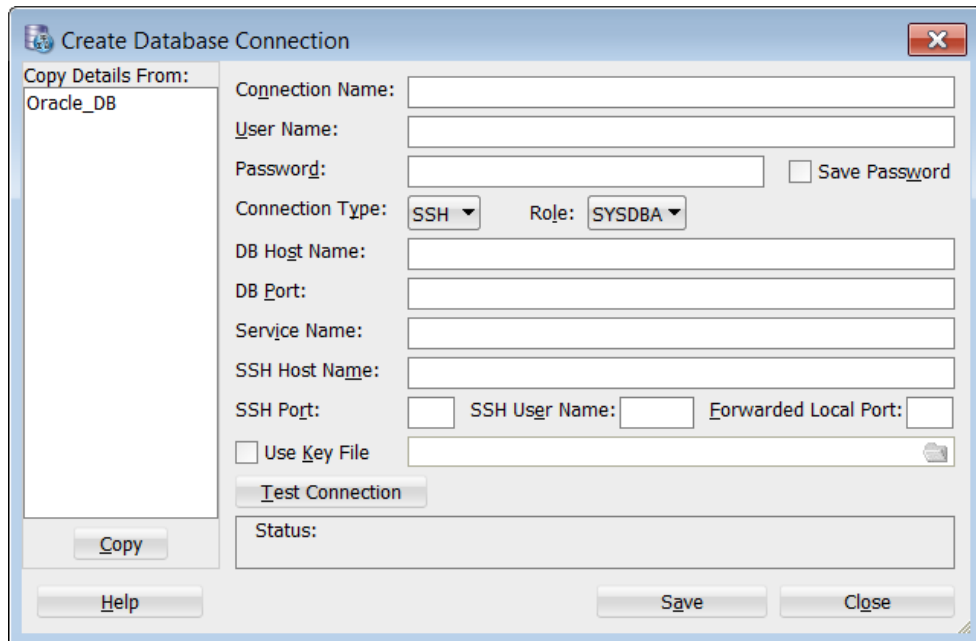 Create Database Connection
Copy Details From:
Oracle_DB
Copy
Connection Name:
User Name:
Password: Save Password
Connection Type: SSH Role: SYSDBA
DB Host Name:
DB Port:
Service Name:
SSH Host Name:
SSH Port: SSH User Name: Forwarded Local Port:
Use Key File
Test Connection
Status:
Help Save Close